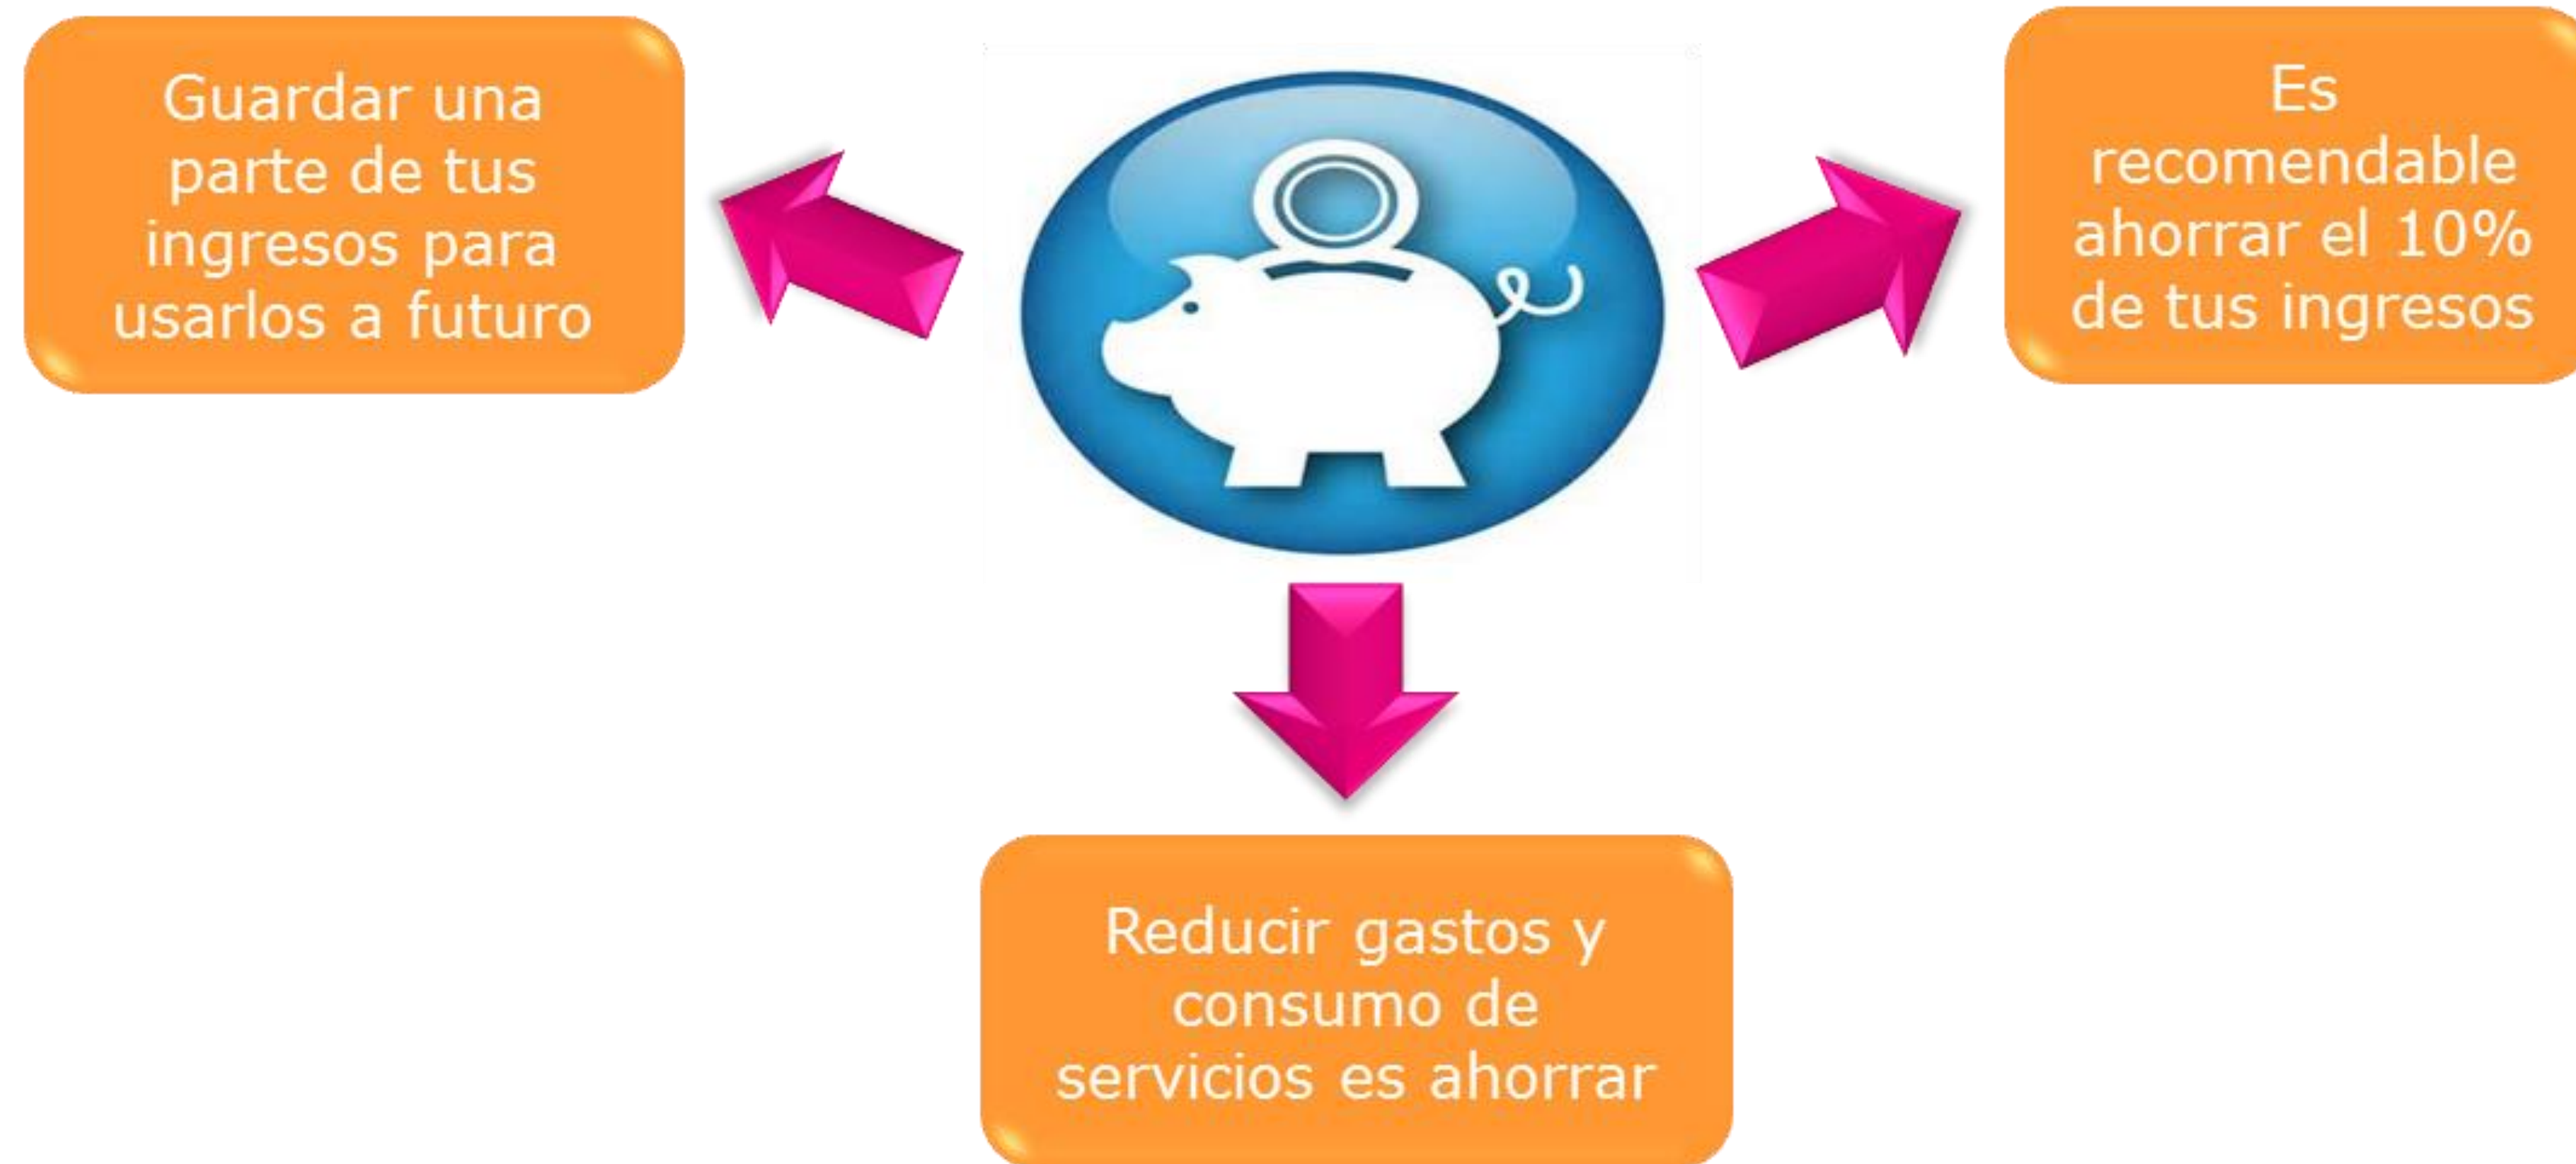 Guardar una
parte de tus
ingresos para
usarlos a futuro
Es
recomendable
ahorrar el 10%
de tus ingresos
Reducir gastos y
consumo de
servicios es ahorrar